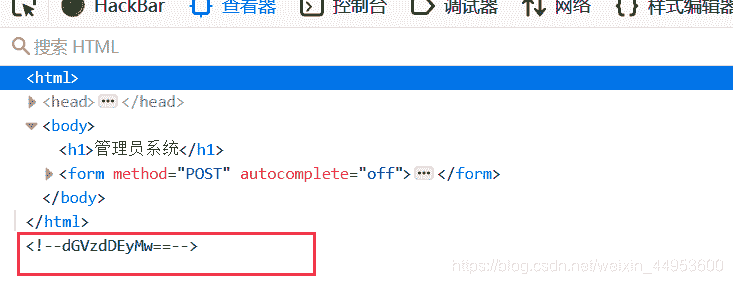 HackBar 查看器 控制台 调试器 网络 {} 样式编辑器
搜索 HTML
<html>
<head>···</head>
<body>
<h1>管理员系统</h1>
<form method="POST" autocomplete="off">···</form>
</body>
</html>
<!--dGVzdDEyMw==-->
https://blog.csdn.net/weixin_44953600